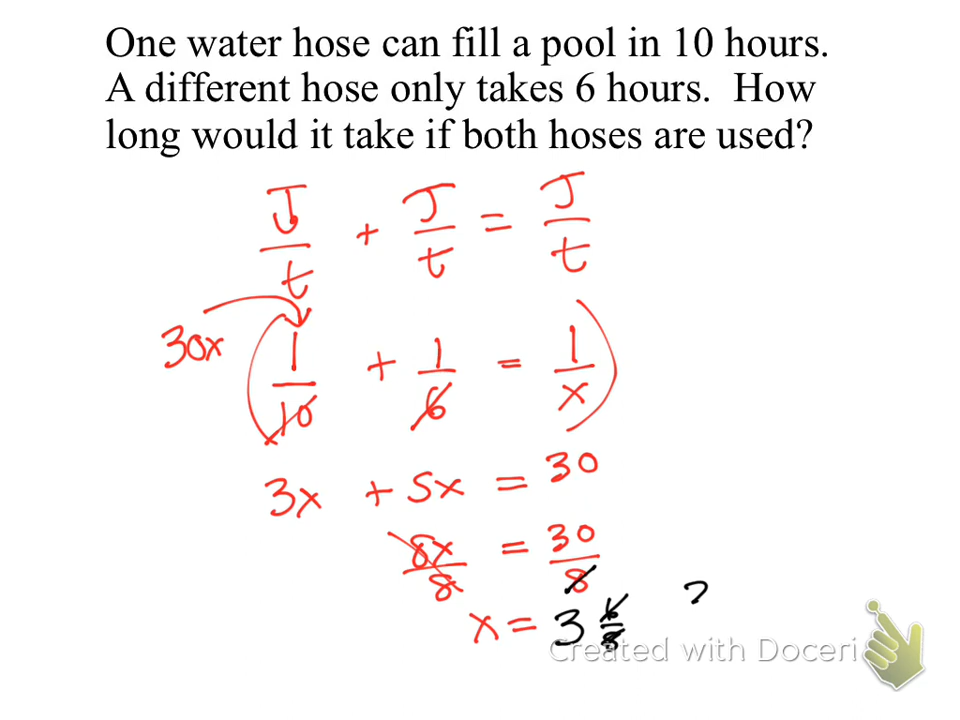 One water hose can fill a pool in 10 hours.
A different hose only takes 6 hours. How
long would it take if both hoses are used?
J/t + J/t = J/t
30x (1/10 + 1/6 = 1/x)
3x + 5x = 30
8x/8 = 30/8
x = 3 6/8
Created with Doceri